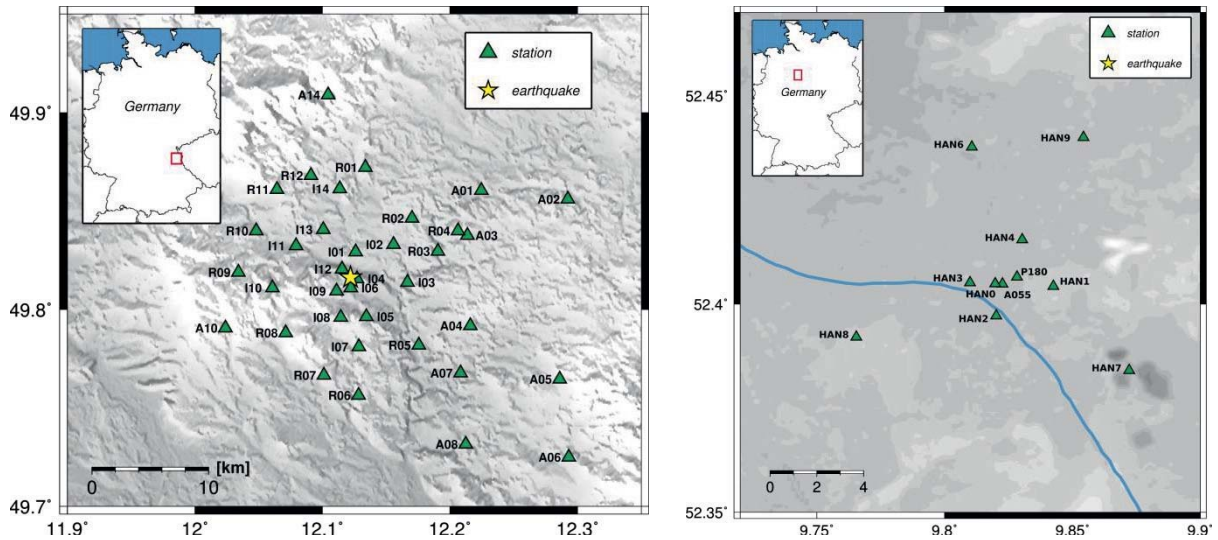 Germany
station
earthquake
A14
R01
R12
R11
I14
A01
A02
R02
R10
I13
R04
A03
I11
I02
R03
I01
R09
I12
I04
I03
I10
I09
I06
A10
R08
I08
I05
A04
I07
R05
R07
A07
A05
R06
A08
A06
[km]
0 10
49.9
49.8
49.7
11.9 12 12.1 12.2 12.3
Germany
station
earthquake
HAN9
HAN6
HAN4
HAN3
P180
HAN1
HAN0
A055
HAN2
HAN8
HAN7
0 2 4
52.45
52.4
52.35
9.75° 9.8° 9.85° 9.9°